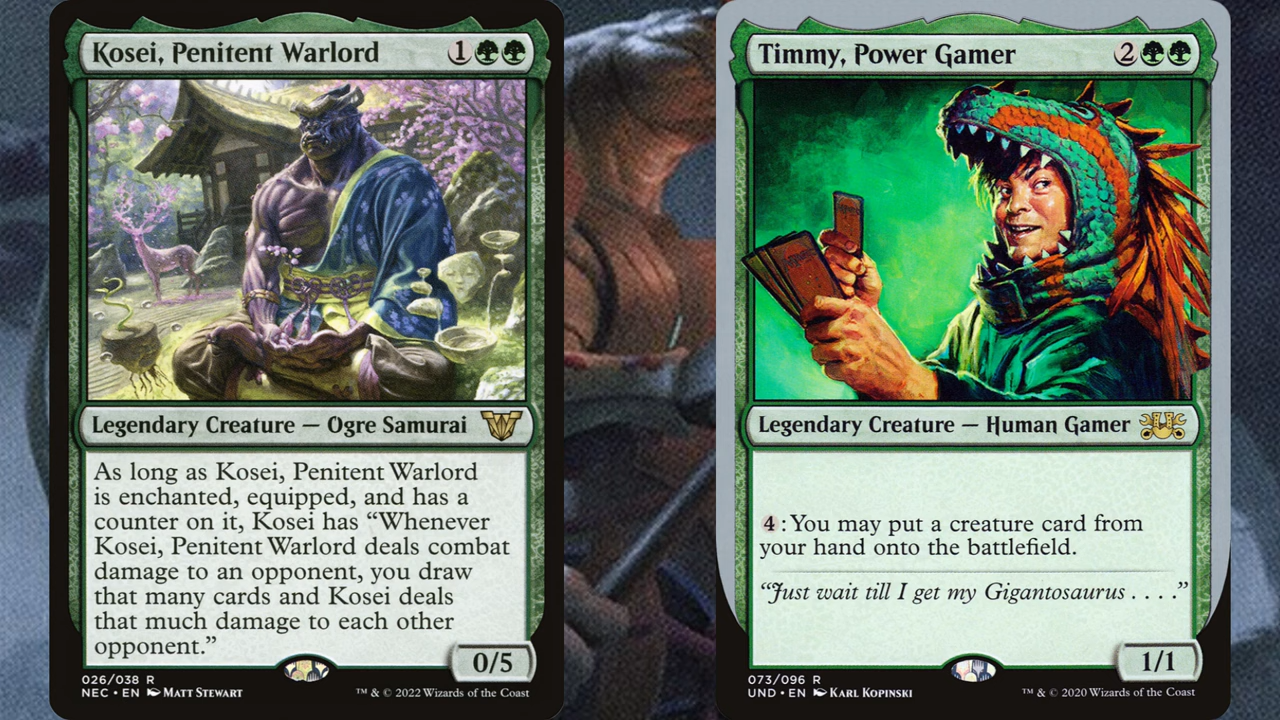 Kosei, Penitent Warlord 1
Legendary Creature — Ogre Samurai
As long as Kosei, Penitent Warlord
is enchanted, equipped, and has a
counter on it, Kosei has “Whenever
Kosei, Penitent Warlord deals combat
damage to an opponent, you draw
that many cards and Kosei deals
that much damage to each other
opponent.”
0/5
026/038 R
NEC • EN Matt Stewart
™ & © 2022 Wizards of the Coast
Timmy, Power Gamer 2
Legendary Creature — Human Gamer
4: You may put a creature card from
your hand onto the battlefield.
“Just wait till I get my Gigantosaurus . . . .”
1/1
073/096 R
UND • EN Karl Kopinski
™ & © 2020 Wizards of the Coast